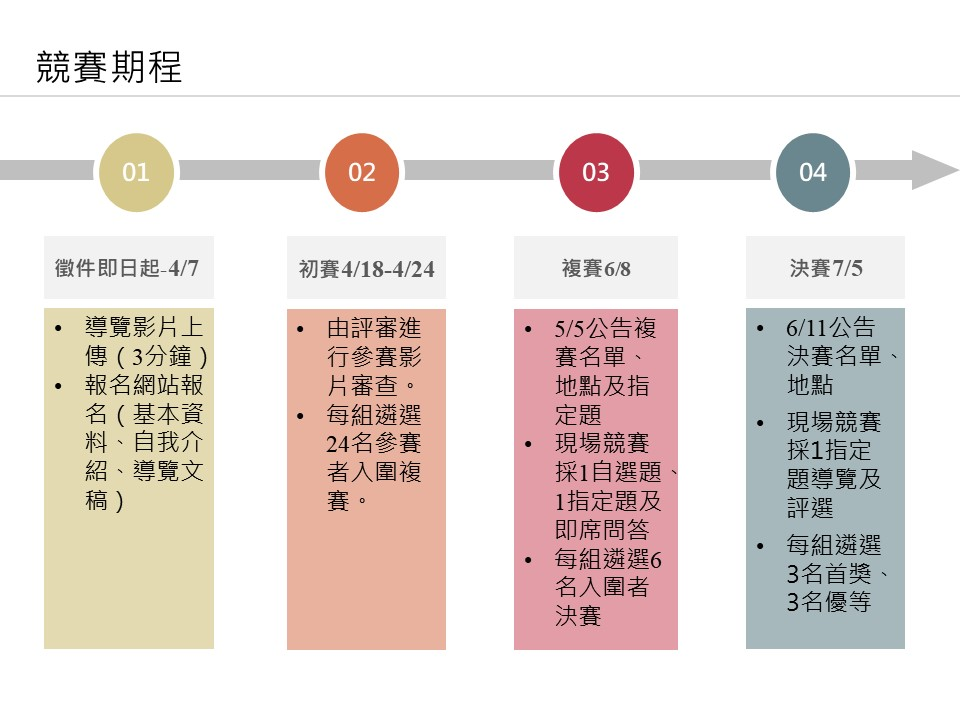 競賽期程
01
02
03
04
徵件即日起-4/7
• 導覽影片上
傳（3分鐘）
• 報名網站報
名（基本資
料、自我介
紹、導覽文
稿）
初賽4/18-4/24
• 由評審進
行參賽影
片審查。
• 每組遴選
24名參賽
者入圍複
賽。
複賽6/8
• 5/5公告複
賽名單、
地點及指
定題
• 現場競賽
採1自選題、
1指定題及
即席問答
• 每組遴選6
名入圍者
決賽
決賽7/5
• 6/11公告
決賽名單、
地點
• 現場競賽
採1指定
題導覽及
評選
• 每組遴選
3名首獎、
3名優等